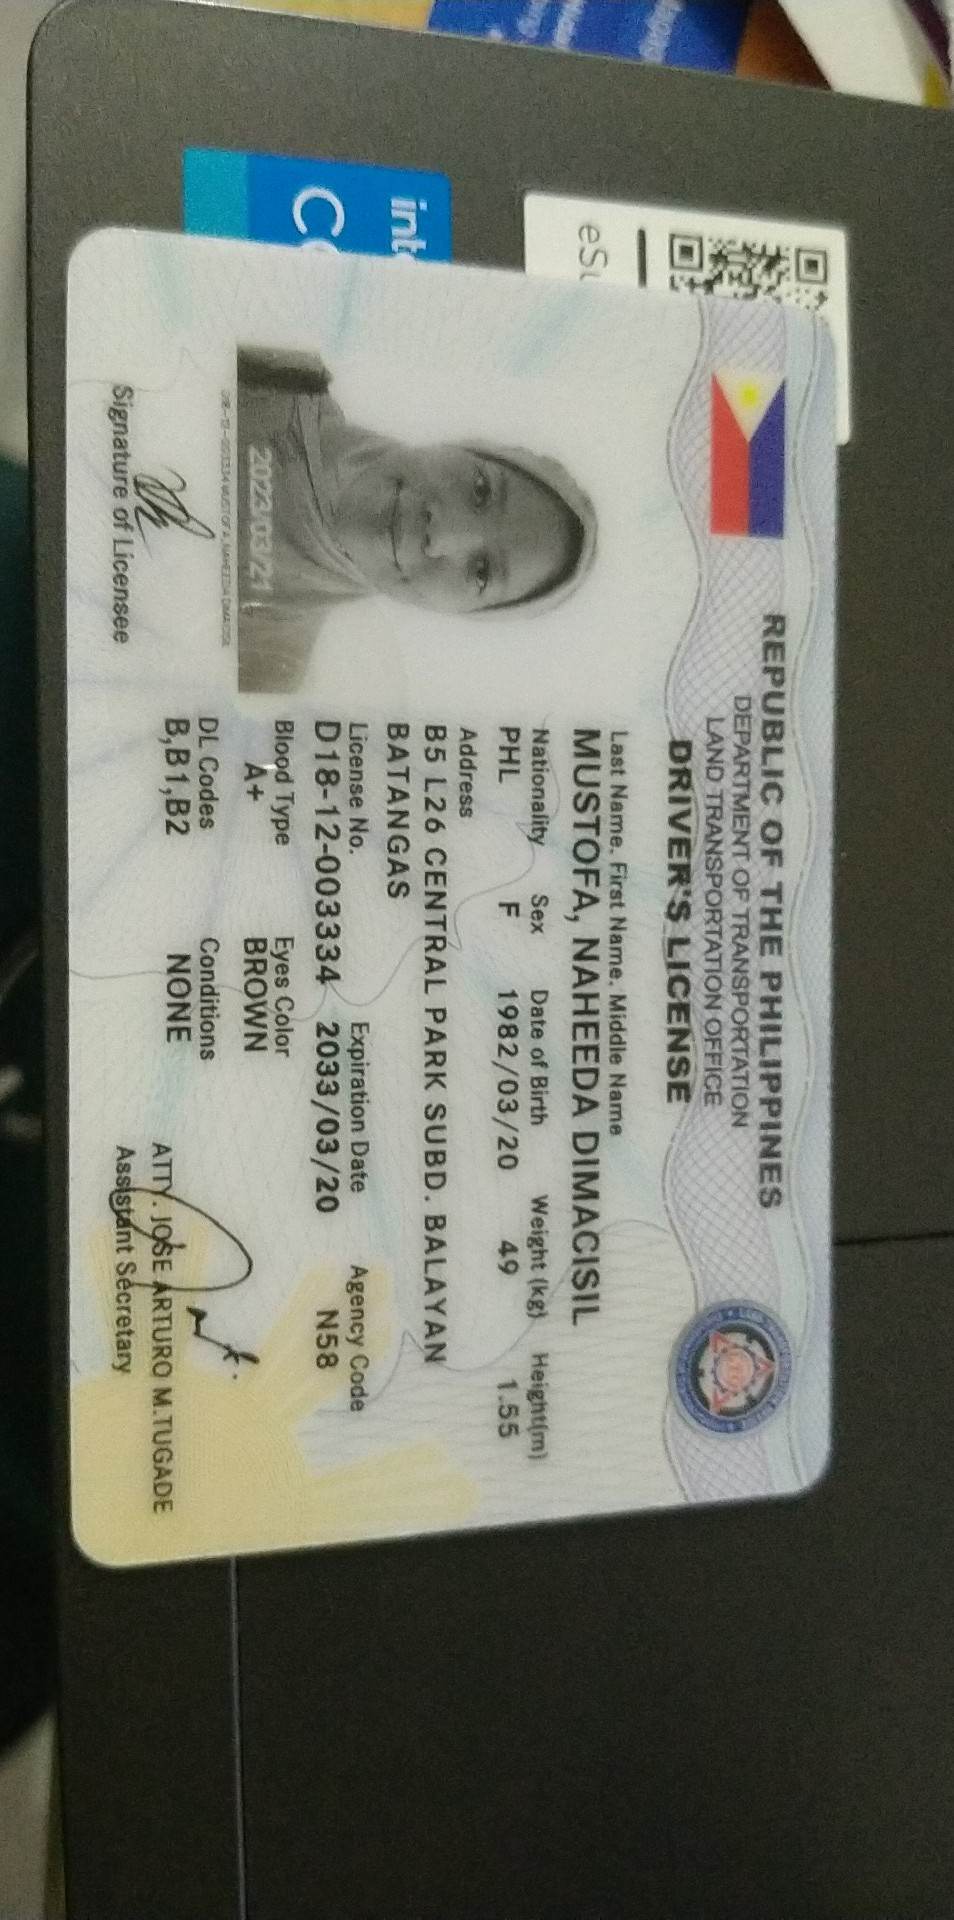 REPUBLIC OF THE PHILIPPINES
DEPARTMENT OF TRANSPORTATION
LAND TRANSPORTATION OFFICE
DRIVER'S LICENSE
Last Name. First Name. Middle Name
MUSTOFA, NAHEEDA DIMACISIL
Nationality Sex Date of Birth Weight (kg) Height(m)
PHL F 1982/03/20 49 1.55
Address
B5 L26 CENTRAL PARK SUBD. BALAYAN
BATANGAS
License No. Expiration Date Agency Code
D18-12-003334 2033/03/20 N58
Blood Type Eyes Color
A+ BROWN
DL Codes Conditions
B,B1,B2 NONE
2023/03/21
D18-12-003334 MUSTOFA, NAHEEDA DIMACISIL
Signature of Licensee
ATTY. JOSE ARTURO M.TUGADE
Assistant Secretary
LTO
eSu
inte